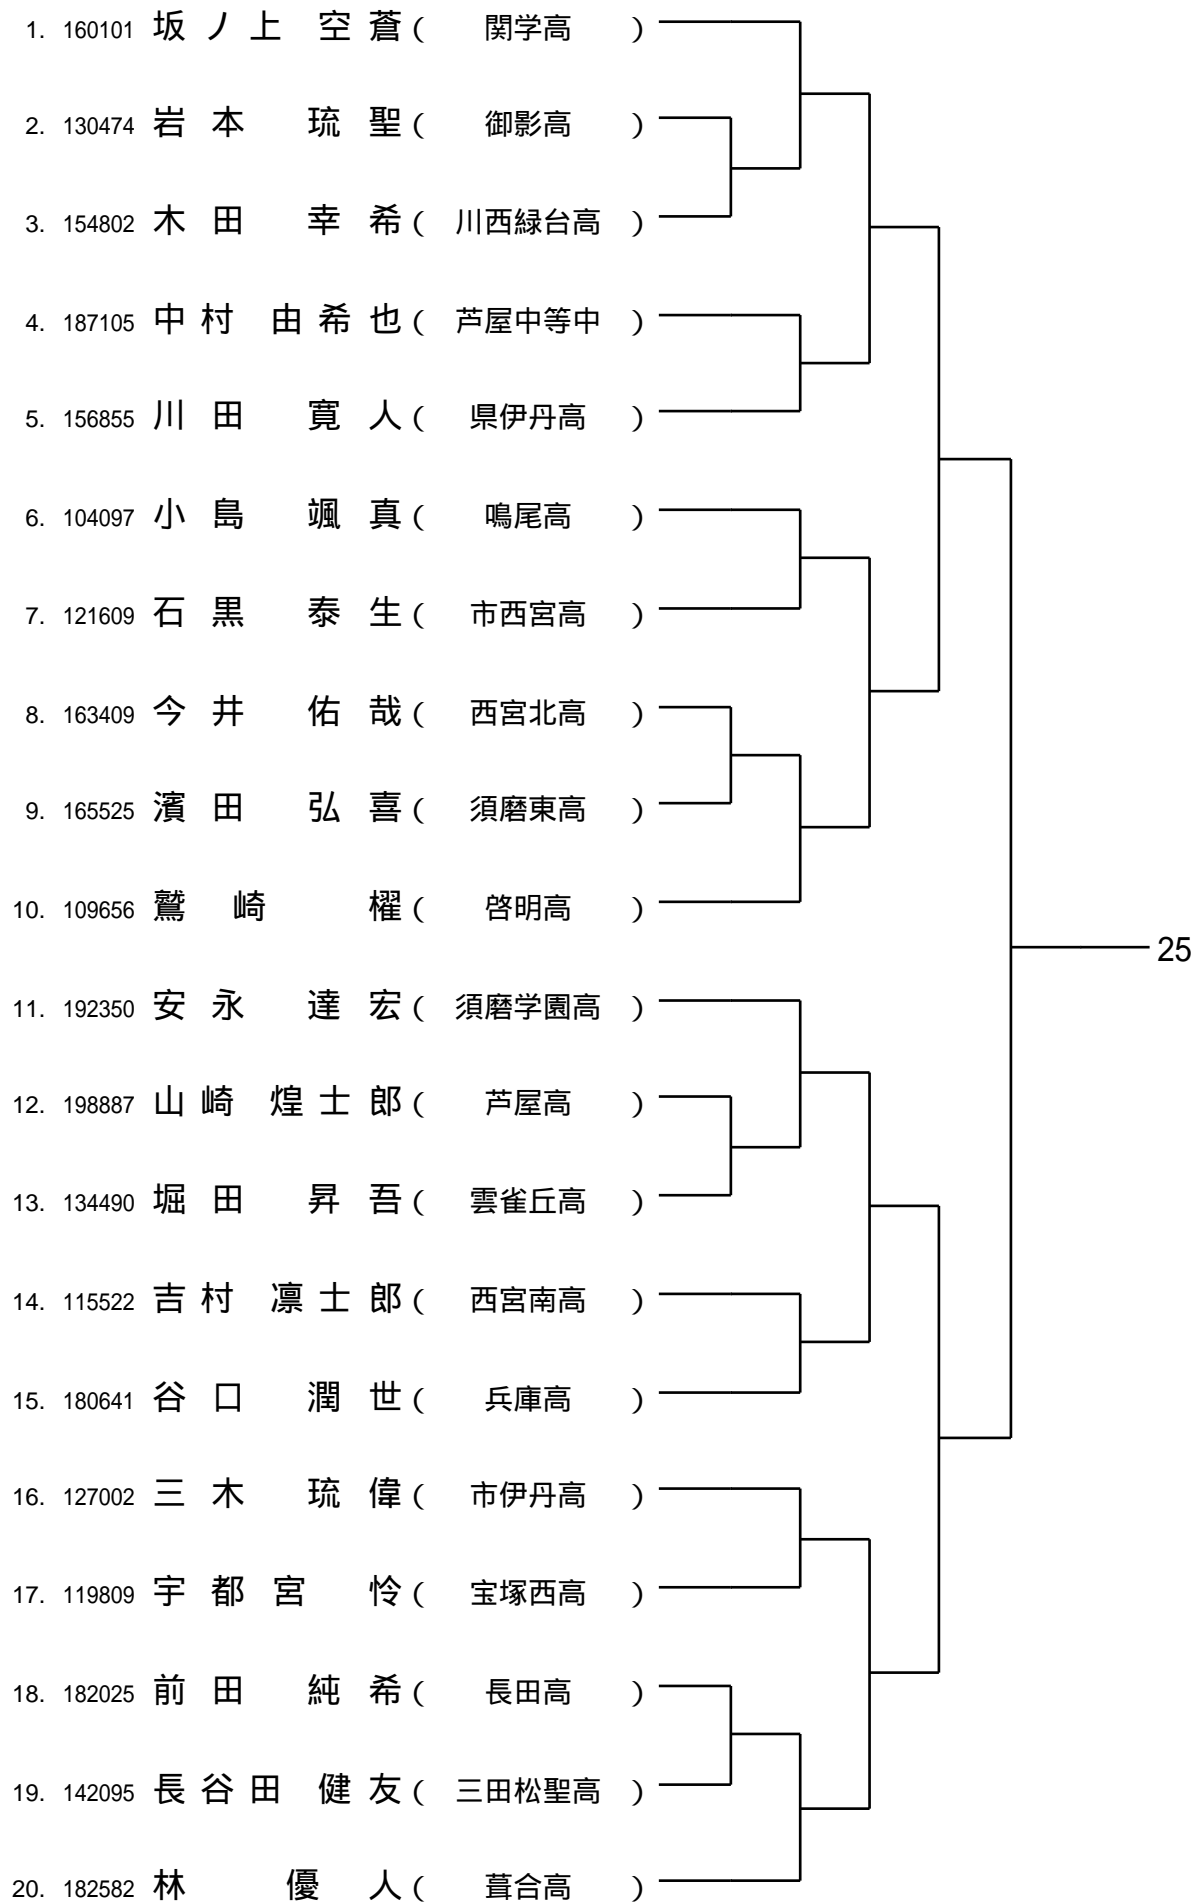 1. 160101 坂ノ上 空蒼 ( 関学高 )
2. 130474 岩本 琉聖 ( 御影高 )
3. 154802 木田 幸希 ( 川西緑台高 )
4. 187105 中村 由希也 ( 芦屋中等中 )
5. 156855 川田 寛人 ( 県伊丹高 )
6. 104097 小島 颯真 ( 鳴尾高 )
7. 121609 石黒 泰生 ( 市西宮高 )
8. 163409 今井 佑哉 ( 西宮北高 )
9. 165525 濱田 弘喜 ( 須磨東高 )
10. 109656 鷲崎 櫂 ( 啓明高 )
25
11. 192350 安永 達宏 ( 須磨学園高 )
12. 198887 山崎 煌士郎 ( 芦屋高 )
13. 134490 堀田 昇吾 ( 雲雀丘高 )
14. 115522 吉村 凛士郎 ( 西宮南高 )
15. 180641 谷口 潤世 ( 兵庫高 )
16. 127002 三木 琉偉 ( 市伊丹高 )
17. 119809 宇都宮 怜 ( 宝塚西高 )
18. 182025 前田 純希 ( 長田高 )
19. 142095 長谷田 健友 ( 三田松聖高 )
20. 182582 林 優人 ( 葺合高 )